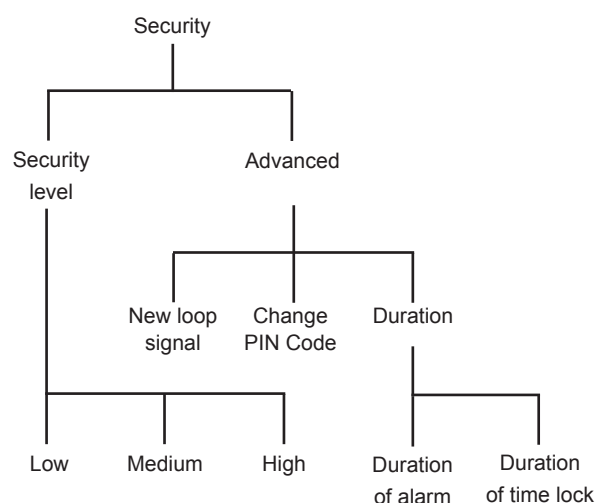 Security
Security
level
Advanced
New loop
signal
Change
PIN Code
Duration
Low
Medium
High
Duration
of alarm
Duration
of time lock